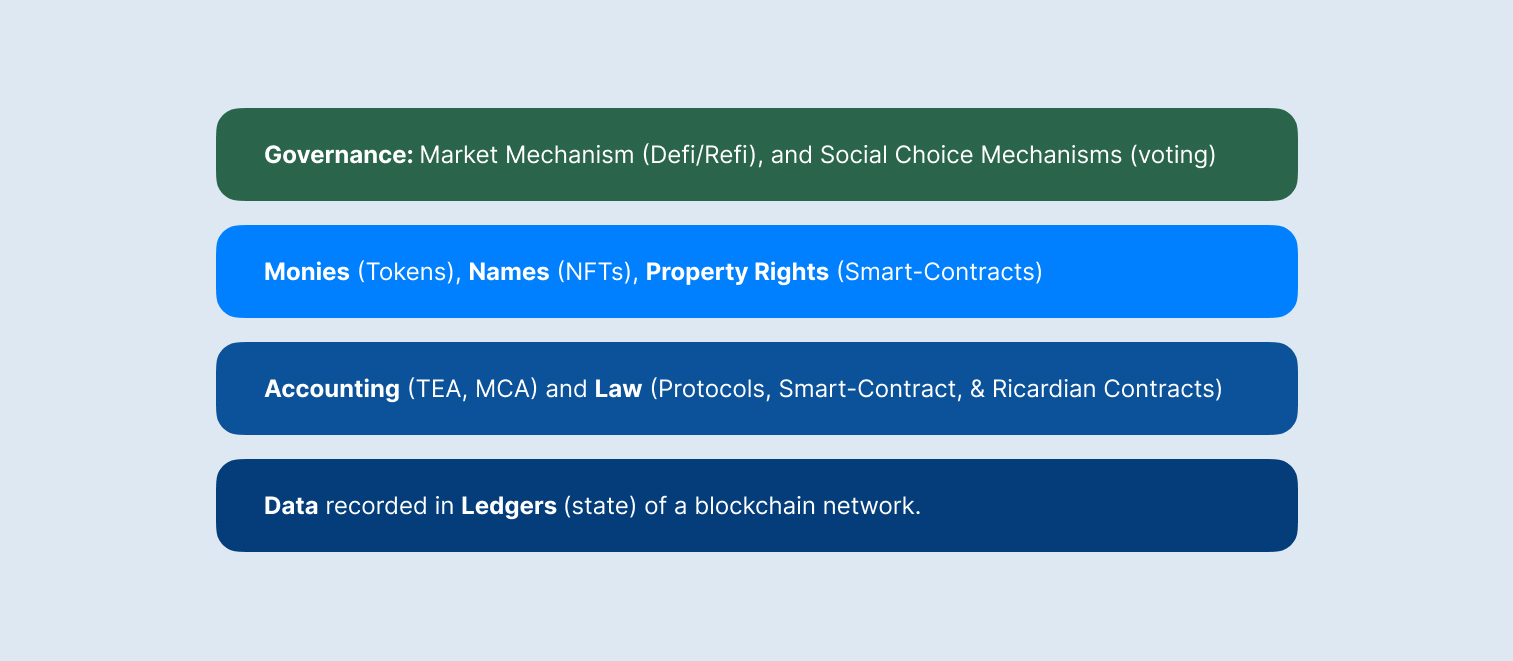 Governance: Market Mechanism (Defi/Refi), and Social Choice Mechanisms (voting)
Monies (Tokens), Names (NFTs), Property Rights (Smart-Contracts)
Accounting (TEA, MCA) and Law (Protocols, Smart-Contract, & Ricardian Contracts)
Data recorded in Ledgers (state) of a blockchain network.